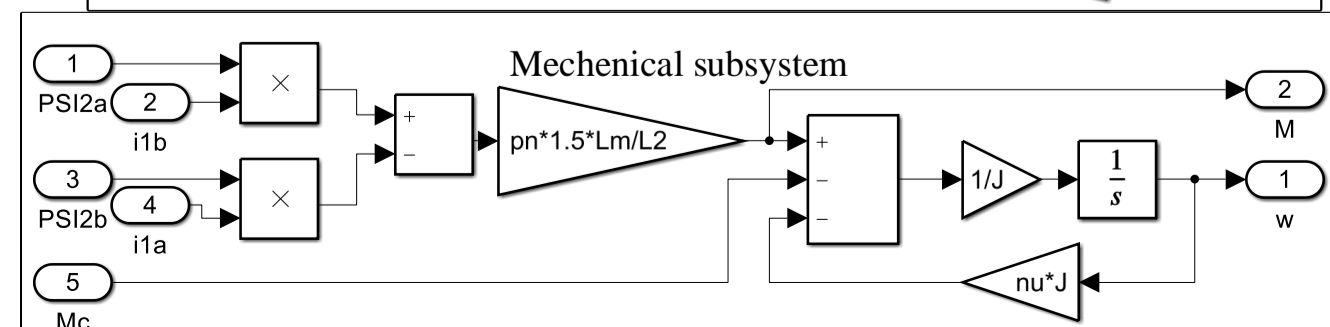 Mechenical subsystem
1
PSI2a
2
i1b
×
3
PSI2b
4
i1a
×
5
Mc
+
−
pn*1.5*Lm/L2
+
−
−
1/J
1
s
nu*J
2
M
1
w